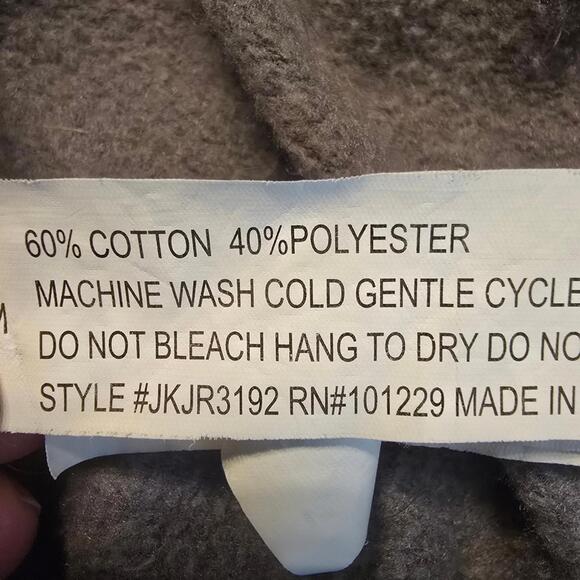 60% COTTON 40%POLYESTER
MACHINE WASH COLD GENTLE CYCLE
M
DO NOT BLEACH HANG TO DRY DO NO
STYLE #JKJR3192 RN#101229 MADE IN